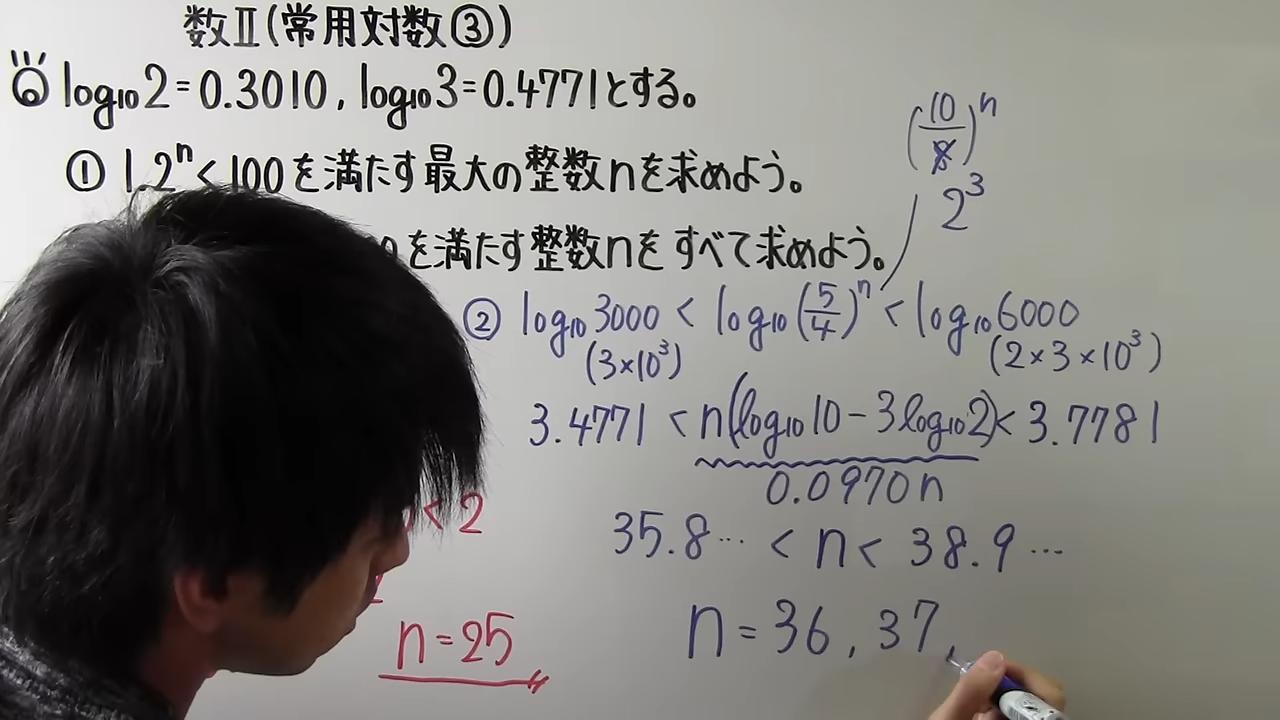 数Ⅱ(常用対数③)
log₁₀2=0.3010, log₁₀3=0.4771とする。
① 1.2ⁿ<100を満たす最大の整数nを求めよう。
を満たす整数nをすべて求めよう。
(10/8)ⁿ
2³
② log₁₀3000 < log₁₀(5/4)ⁿ < log₁₀6000
(3×10³) (2×3×10³)
3.4771 < n(log₁₀10-3log₁₀2) < 3.7781
0.0970n
<2
35.8… < n < 38.9…
n=25
n=36, 37,